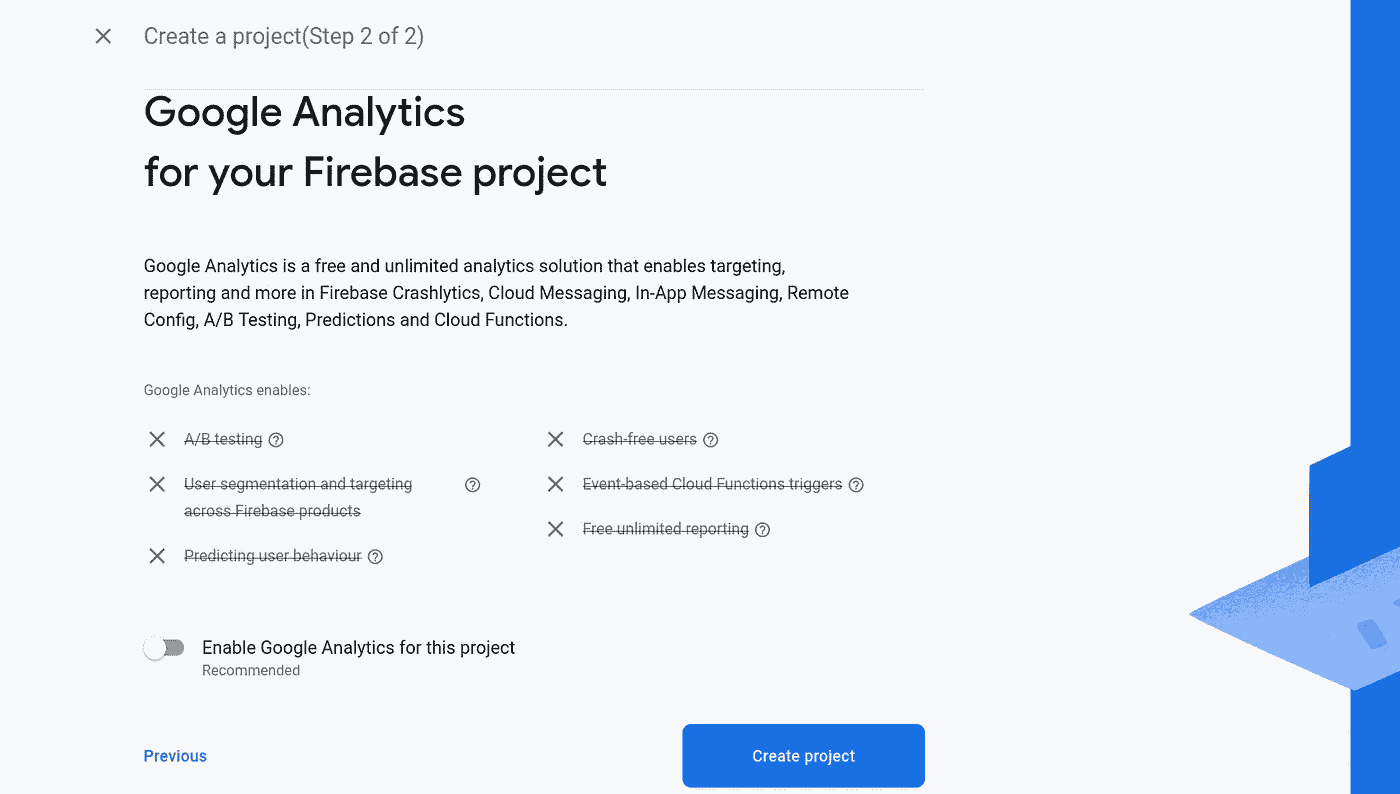 Create a project(Step 2 of 2)
Google Analytics
for your Firebase project
Google Analytics is a free and unlimited analytics solution that enables targeting,
reporting and more in Firebase Crashlytics, Cloud Messaging, In-App Messaging, Remote
Config, A/B Testing, Predictions and Cloud Functions.
Google Analytics enables:
A/B testing
User segmentation and targeting
across Firebase products
Predicting user behaviour
Crash-free users
Event-based Cloud Functions triggers
Free unlimited reporting
Enable Google Analytics for this project
Recommended
Previous
Create project